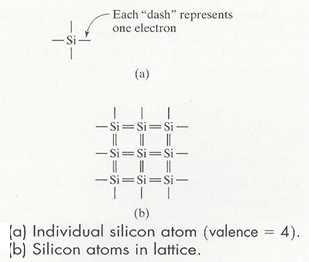 Each “dash” represents
one electron
—Si—
(a)
—Si=Si=Si—
—Si=Si=Si—
—Si=Si=Si—
(b)
(a) Individual silicon atom (valence = 4).
(b) Silicon atoms in lattice.